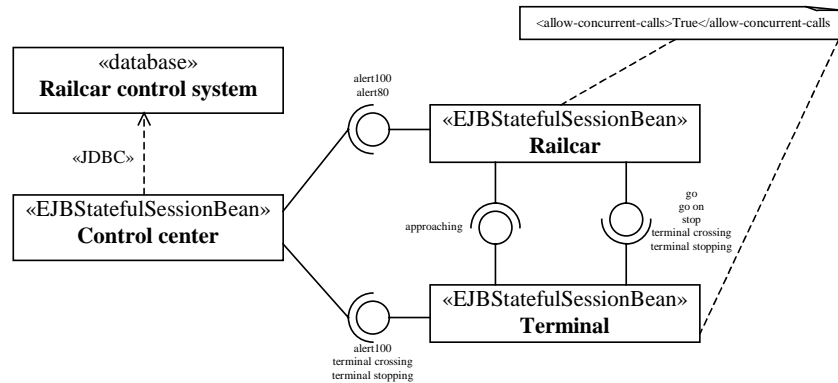 <allow-concurrent-calls>True</allow-concurrent-calls
«database»
Railcar control system
alert100
alert80
«EJBStatefulSessionBean»
Railcar
«JDBC»
«EJBStatefulSessionBean»
Control center
approaching
go
go on
stop
terminal crossing
terminal stopping
«EJBStatefulSessionBean»
Terminal
alert100
terminal crossing
terminal stopping